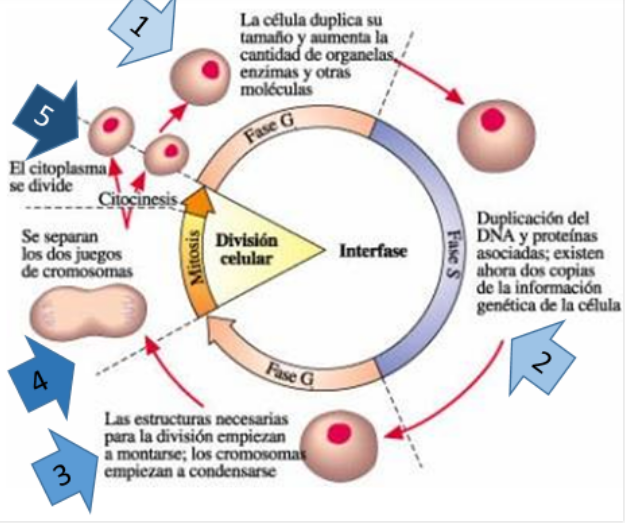 1
La célula duplica su
tamaño y aumenta la
cantidad de organelas,
enzimas y otras
moléculas
5
El citoplasma
se divide
Citocinesis
Fase G
Se separan
los dos juegos
de cromosomas
Mitosis
División
celular
Interfase
Fase S
Duplicación del
DNA y proteínas
asociadas; existen
ahora dos copias
de la información
genética de la célula
2
4
Fase G
Las estructuras necesarias
para la división empiezan
a montarse; los cromosomas
empiezan a condensarse
3